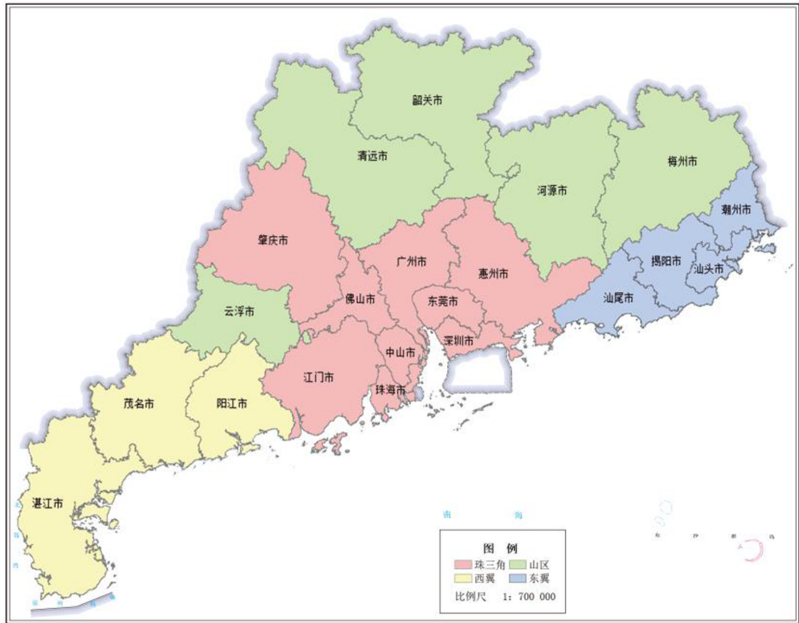 韶关市
清远市
梅州市
河源市
潮州市
肇庆市
广州市
揭阳市
汕头市
惠州市
佛山市
东莞市
汕尾市
云浮市
深圳市
中山市
江门市
珠海市
茂名市
阳江市
湛江市
南 海
图 例
珠三角 山区
西翼 东翼
比例尺 1: 700 000